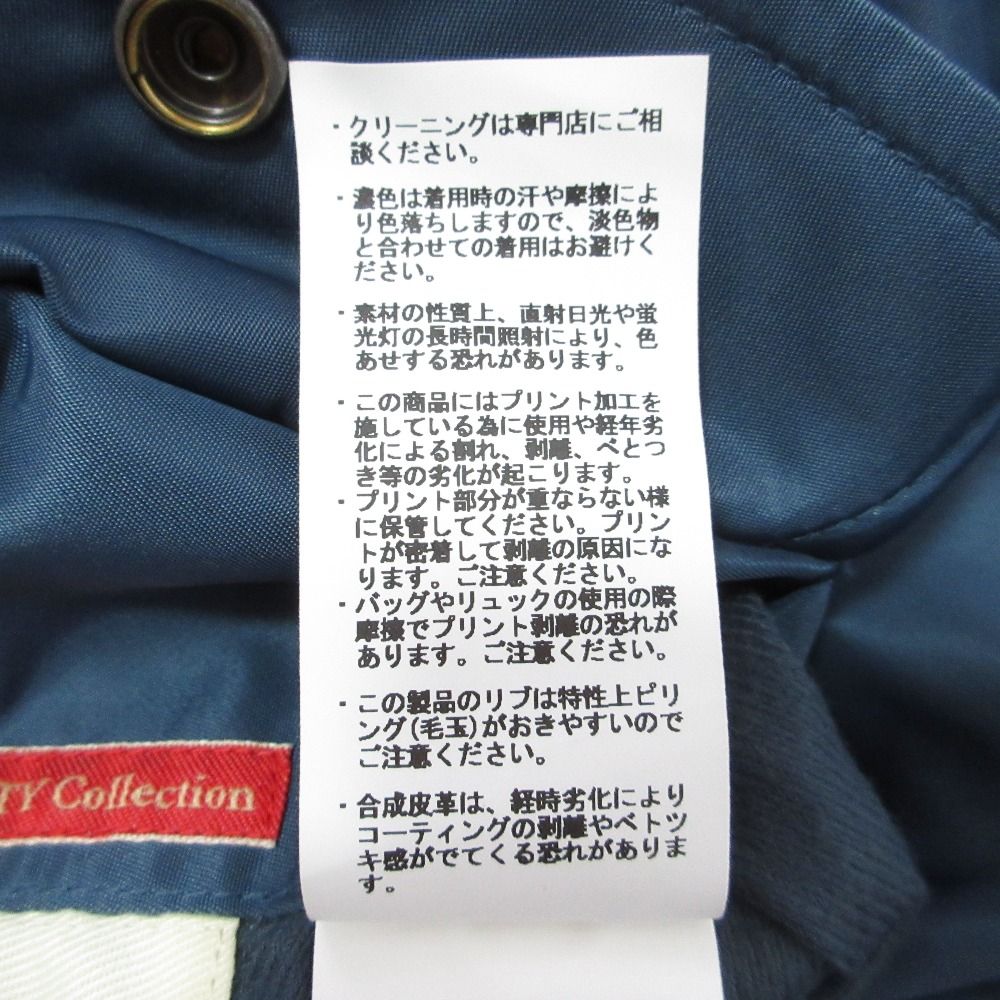 ・クリーニングは専門店にご相
談ください。
・濃色は着用時の汗や摩擦によ
り色落ちしますので、淡色物
と合わせての着用はお避けく
ださい。
・素材の性質上、直射日光や蛍
光灯の長時間照射により、色
あせする恐れがあります。
・この商品にはプリント加工を
施している為に使用や経年劣
化による割れ、剥離、べとつ
き等の劣化が起こります。
・プリント部分が重ならない様
に保管してください。プリン
トが密着して剥離の原因にな
ります。ご注意ください。
・バッグやリュックの使用の際
摩擦でプリント剥離の恐れが
あります。ご注意ください。
・この製品のリブは特性上ピリ
ング(毛玉)がおきやすいので
ご注意ください。
・合成皮革は、経時劣化により
コーティングの剥離やベトツ
キ感がでてくる恐れがありま
す。
TY Collection